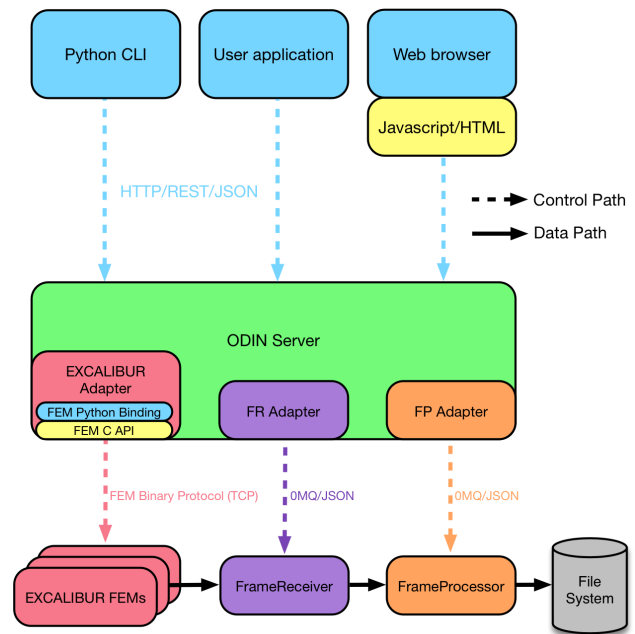 Python CLI
User application
Web browser
Javascript/HTML
HTTP/REST/JSON
Control Path
Data Path
ODIN Server
EXCALIBUR
Adapter
FEM Python Binding
FEM C API
FR Adapter
FP Adapter
FEM Binary Protocol (TCP)
0MQ/JSON
0MQ/JSON
EXCALIBUR FEMs
FrameReceiver
FrameProcessor
File
System